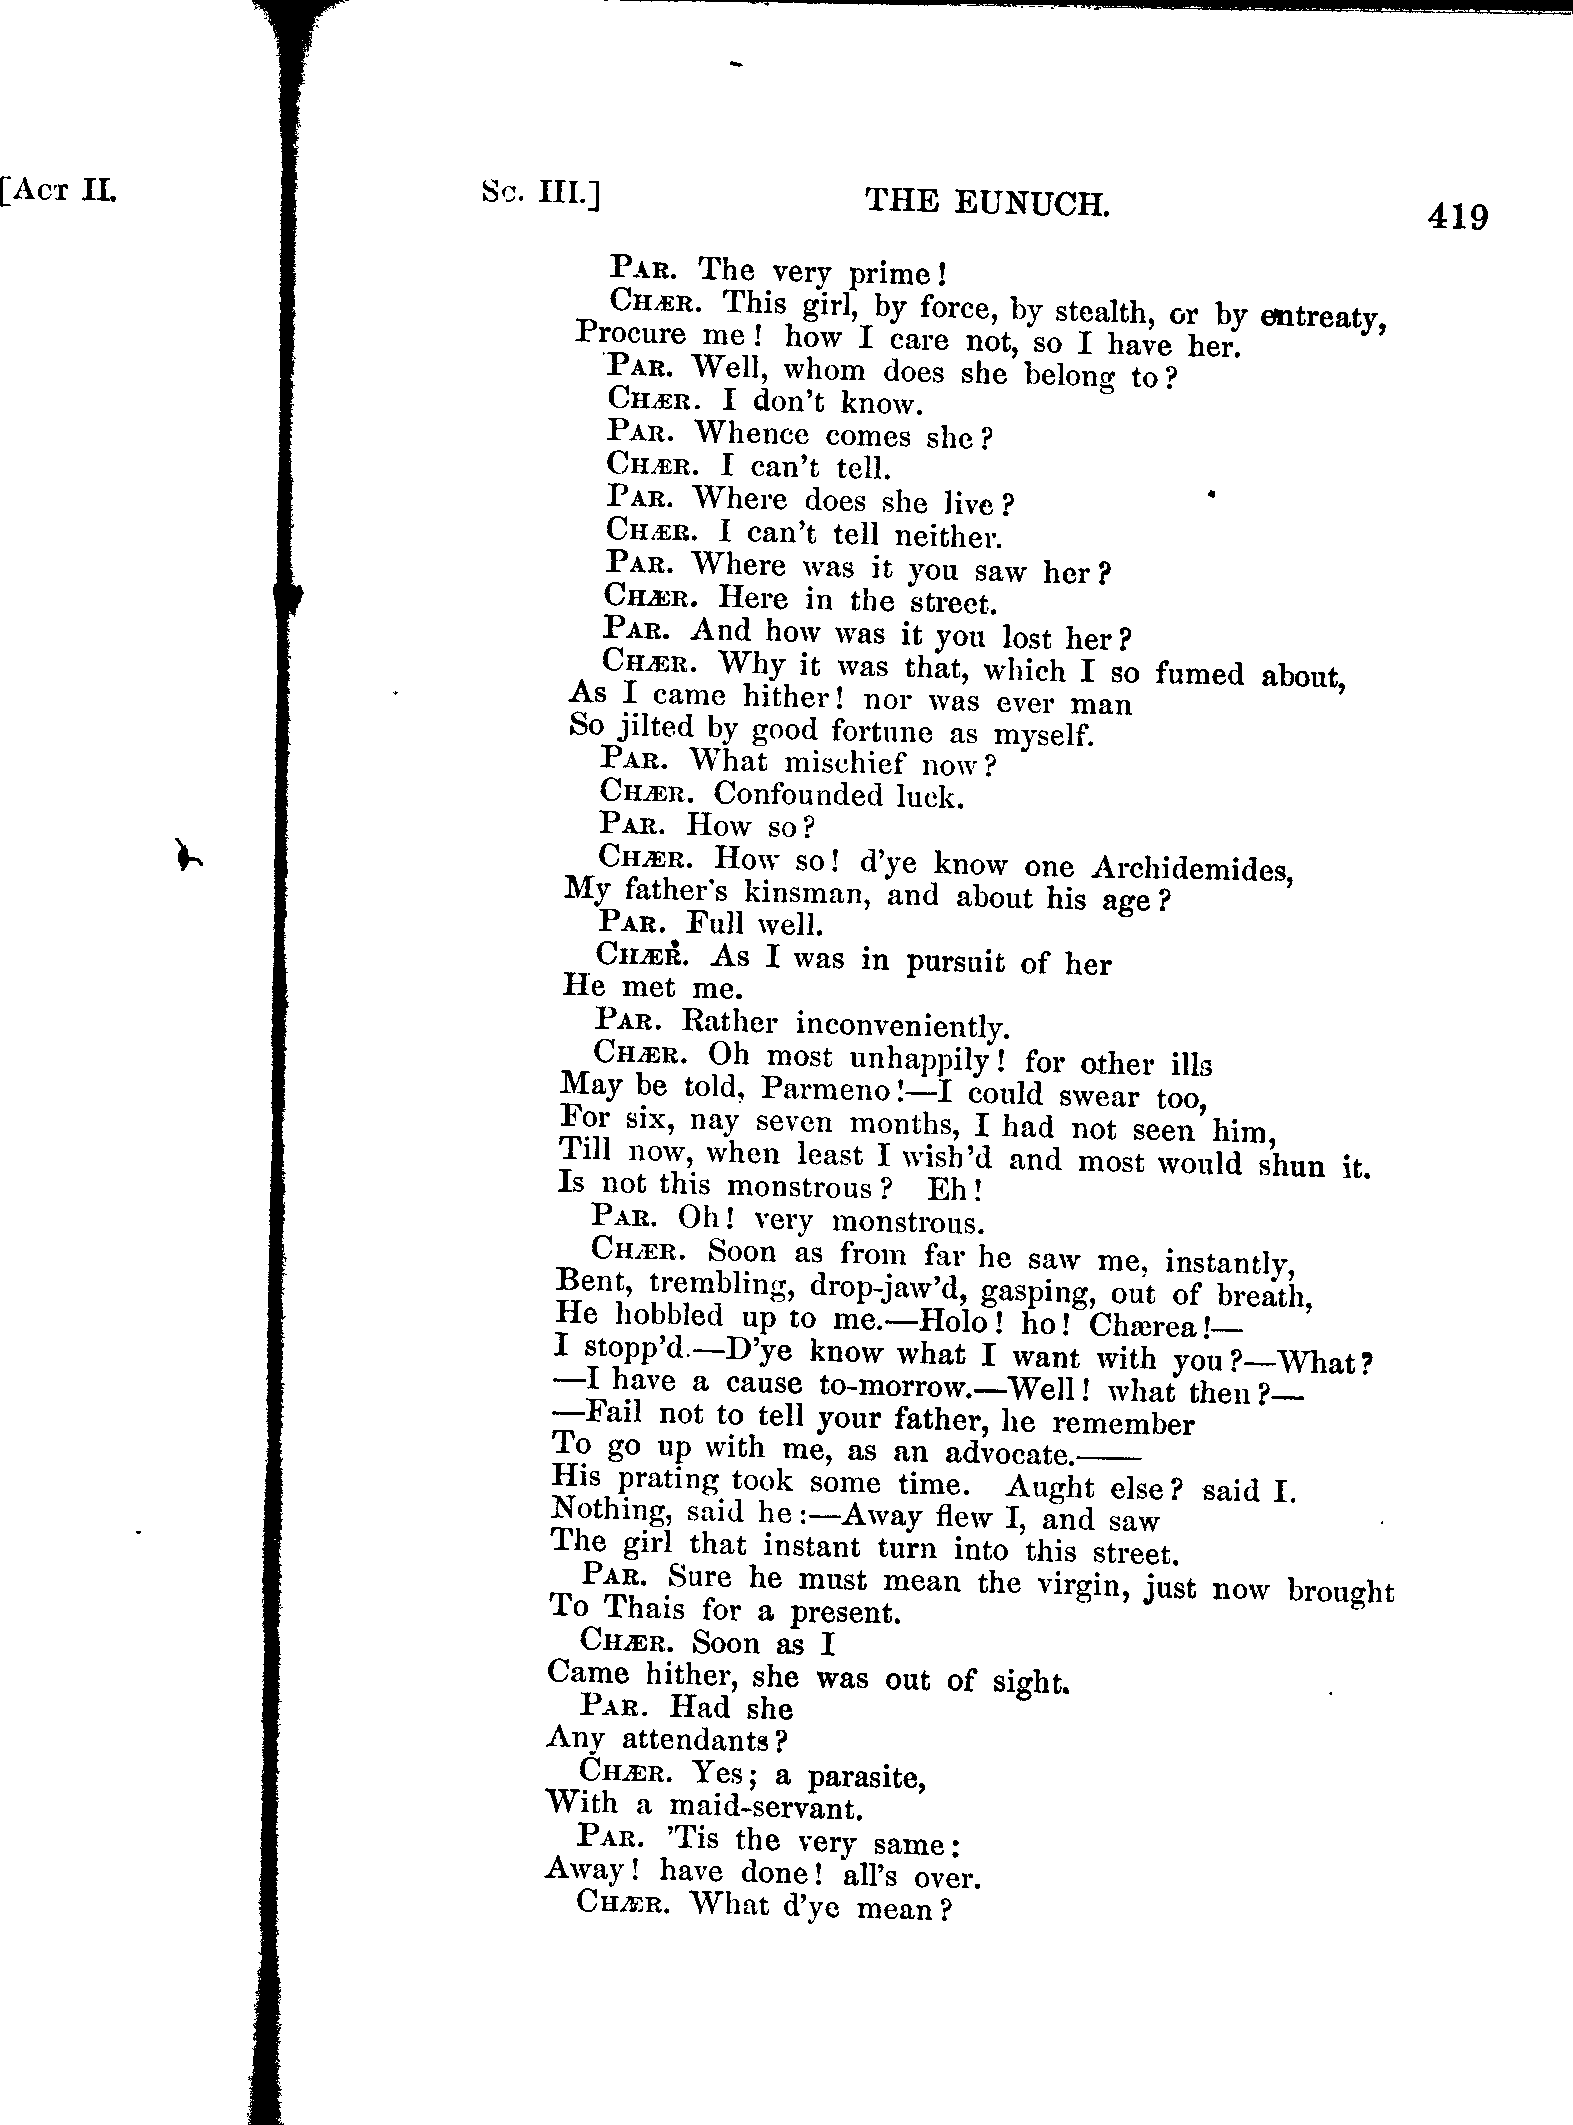 [ACT II.
Sc. III.] THE EUNUCH. 419
PAR. The very prime!
CHÆR. This girl, by force, by stealth, or by entreaty,
Procure me! how I care not, so I have her.
PAR. Well, whom does she belong to?
CHÆR. I don't know.
PAR. Whence comes she?
CHÆR. I can't tell.
PAR. Where does she live?
CHÆR. I can't tell neither.
PAR. Where was it you saw her?
CHÆR. Here in the street.
PAR. And how was it you lost her?
CHÆR. Why it was that, which I so fumed about,
As I came hither! nor was ever man
So jilted by good fortune as myself.
PAR. What mischief now?
CHÆR. Confounded luck.
PAR. How so?
CHÆR. How so! d'ye know one Archidemides,
My father's kinsman, and about his age?
PAR. Full well.
CHÆR. As I was in pursuit of her
He met me.
PAR. Rather inconveniently.
CHÆR. Oh most unhappily! for other ills
May be told, Parmeno!—I could swear too,
For six, nay seven months, I had not seen him,
Till now, when least I wish'd and most would shun it.
Is not this monstrous? Eh!
PAR. Oh! very monstrous.
CHÆR. Soon as from far he saw me, instantly,
Bent, trembling, drop-jaw'd, gasping, out of breath,
He hobbled up to me.—Holo! ho! Chærea!—
I stopp'd.—D'ye know what I want with you?—What?
—I have a cause to-morrow.—Well! what then?—
—Fail not to tell your father, he remember
To go up with me, as an advocate.——
His prating took some time. Aught else? said I.
Nothing, said he:—Away flew I, and saw
The girl that instant turn into this street.
PAR. Sure he must mean the virgin, just now brought
To Thais for a present.
CHÆR. Soon as I
Came hither, she was out of sight.
PAR. Had she
Any attendants?
CHÆR. Yes; a parasite,
With a maid-servant.
PAR. 'Tis the very same:
Away! have done! all's over.
CHÆR. What d'ye mean?